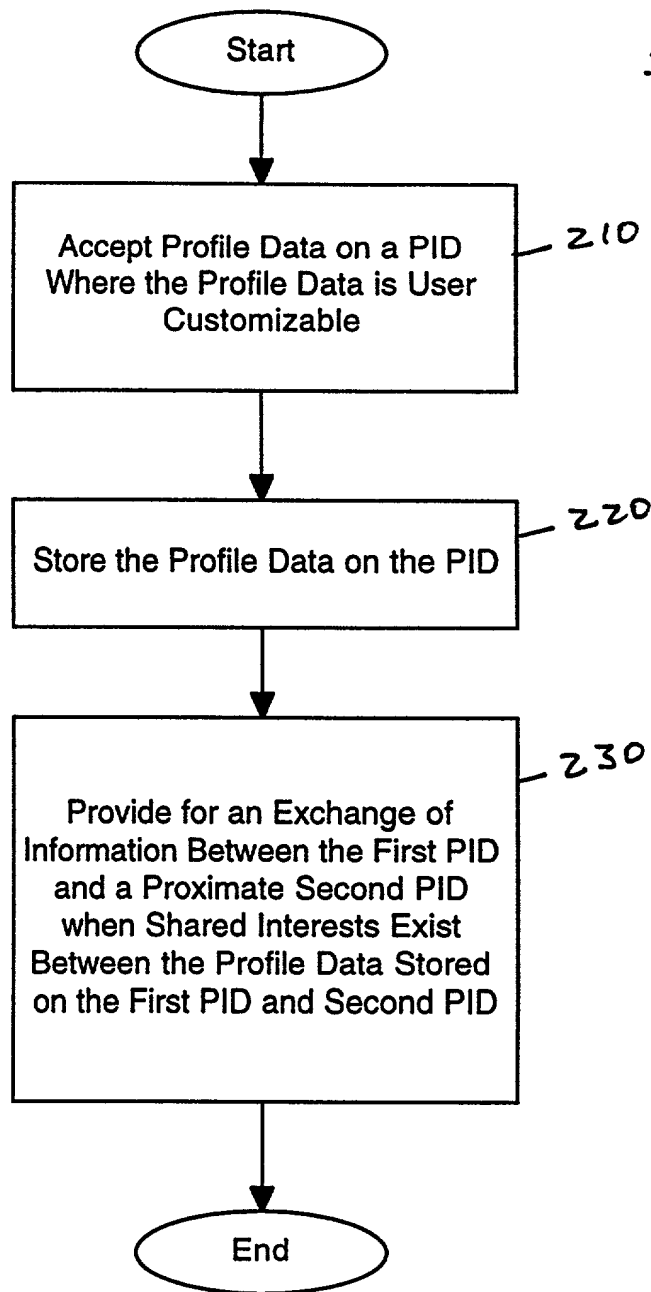 Start
Accept Profile Data on a PID
Where the Profile Data is User
Customizable
210
Store the Profile Data on the PID
220
Provide for an Exchange of
Information Between the First PID
and a Proximate Second PID
when Shared Interests Exist
Between the Profile Data Stored
on the First PID and Second PID
230
End